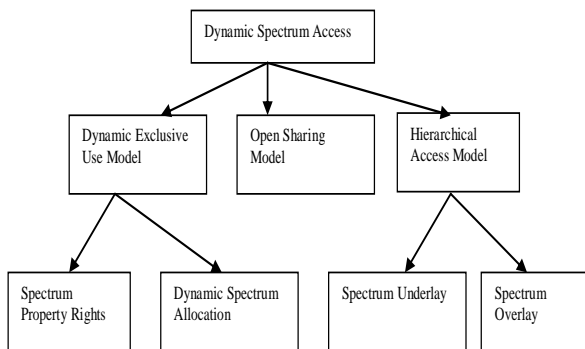 Dynamic Spectrum Access
Dynamic Exclusive
Use Model
Open Sharing
Model
Hierarchical
Access Model
Spectrum
Property Rights
Dynamic Spectrum
Allocation
Spectrum Underlay
Spectrum
Overlay